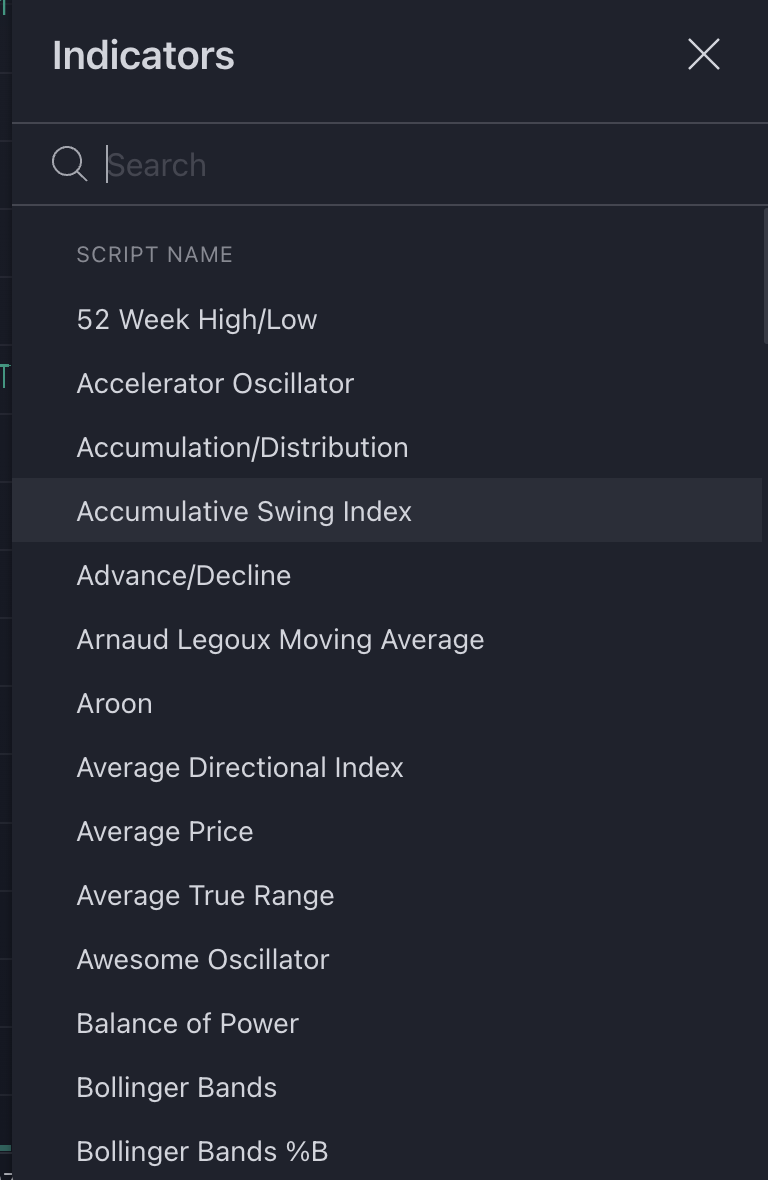 Indicators
Search
SCRIPT NAME
52 Week High/Low
Accelerator Oscillator
Accumulation/Distribution
Accumulative Swing Index
Advance/Decline
Arnaud Legoux Moving Average
Aroon
Average Directional Index
Average Price
Average True Range
Awesome Oscillator
Balance of Power
Bollinger Bands
Bollinger Bands %B